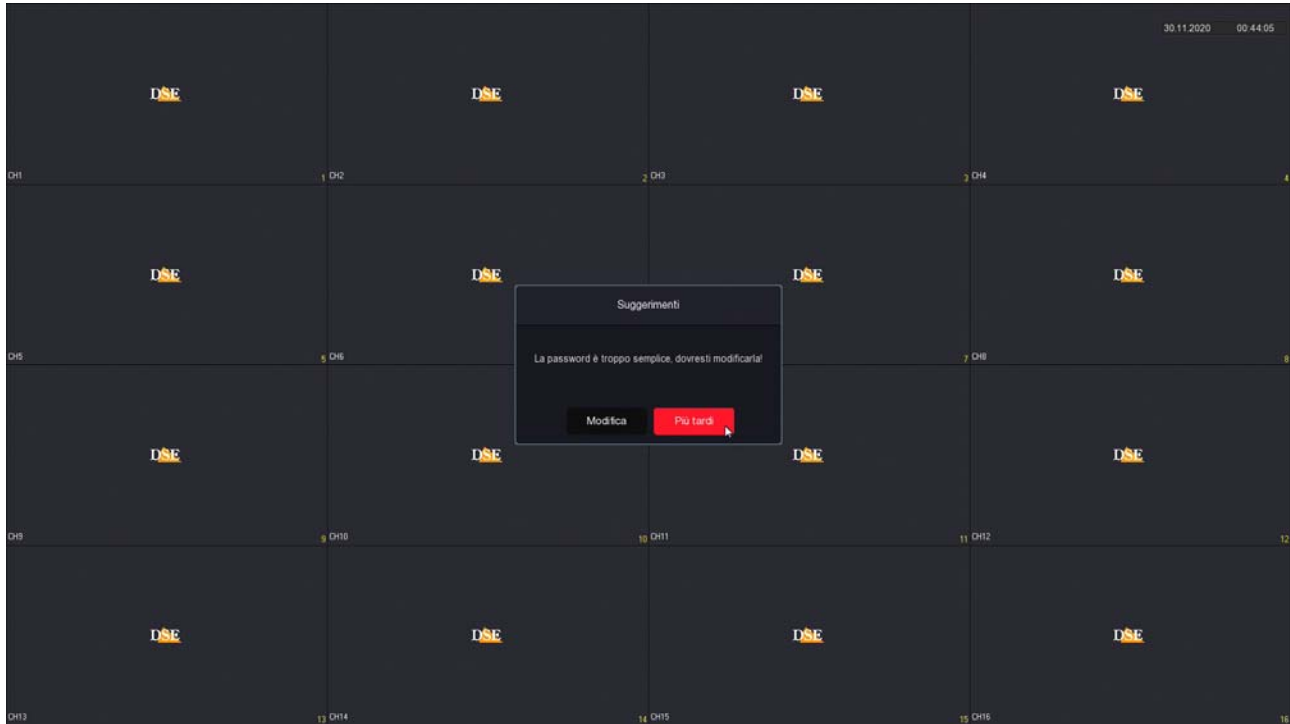 30.11.2020 00:44:05
DSE DSE DSE DSE
CH1 1 CH2 2 CH3 3 CH4 4
DSE DSE DSE DSE
Suggerimenti
La password è troppo semplice, dovresti modificarla!
CH5 5 CH6 7 CH8 8
Modifica Più tardi
DSE DSE DSE DSE
CH9 9 CH10 10 CH11 11 CH12 12
DSE DSE DSE DSE
CH13 13 CH14 14 CH15 15 CH16 16